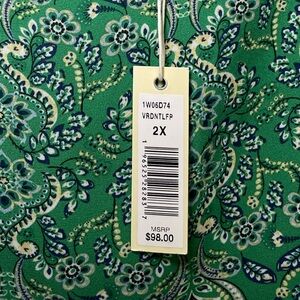 1W06D74
VRDNTLFP
2X
MSRP
$98.00